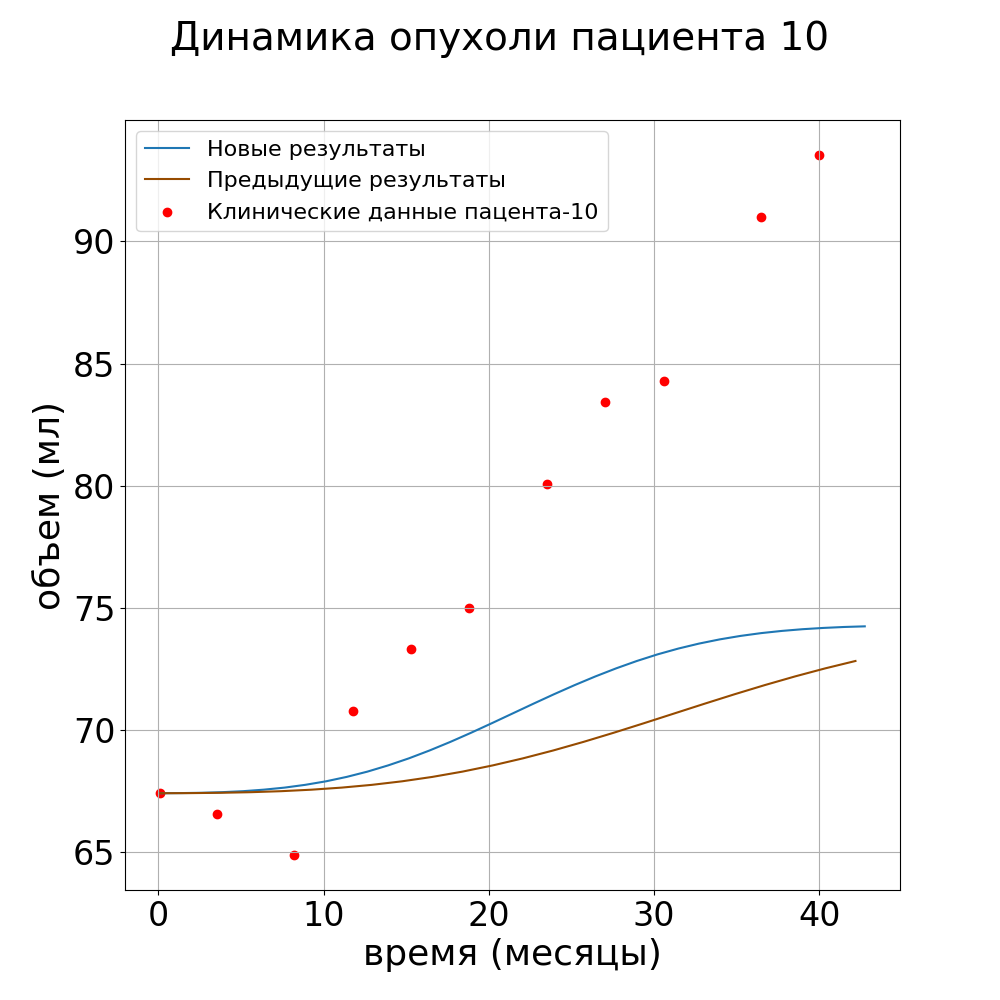 Динамика опухоли пациента 10
Новые результаты
Предыдущие результаты
Клинические данные пацента-10
90
85
80
75
70
65
объем (мл)
0 10 20 30 40
время (месяцы)